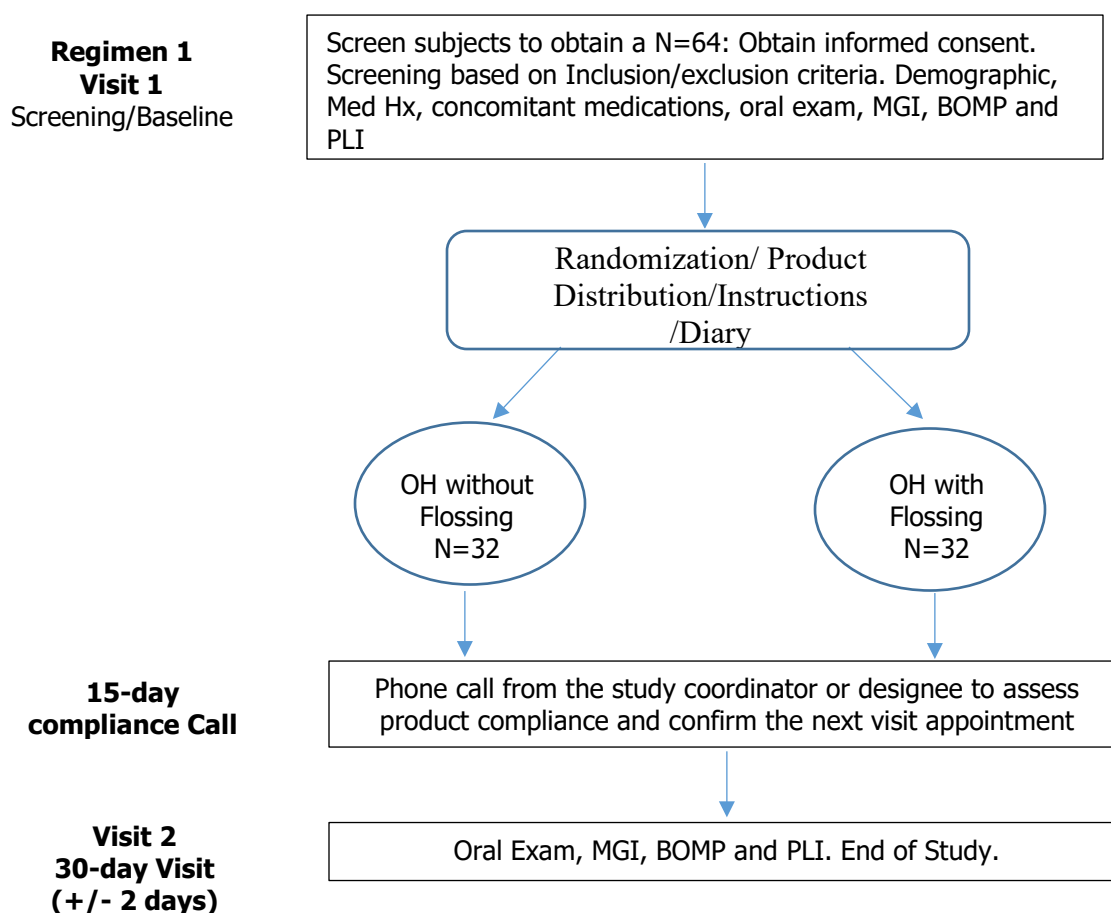 Regimen 1
Visit 1
Screening/Baseline
Screen subjects to obtain a N=64: Obtain informed consent.
Screening based on Inclusion/exclusion criteria. Demographic,
Med Hx, concomitant medications, oral exam, MGI, BOMP and
PLI
Randomization/ Product
Distribution/Instructions
/Diary
OH without
Flossing
N=32
OH with
Flossing
N=32
15-day
compliance Call
Phone call from the study coordinator or designee to assess
product compliance and confirm the next visit appointment
Visit 2
30-day Visit
(+/- 2 days)
Oral Exam, MGI, BOMP and PLI. End of Study.